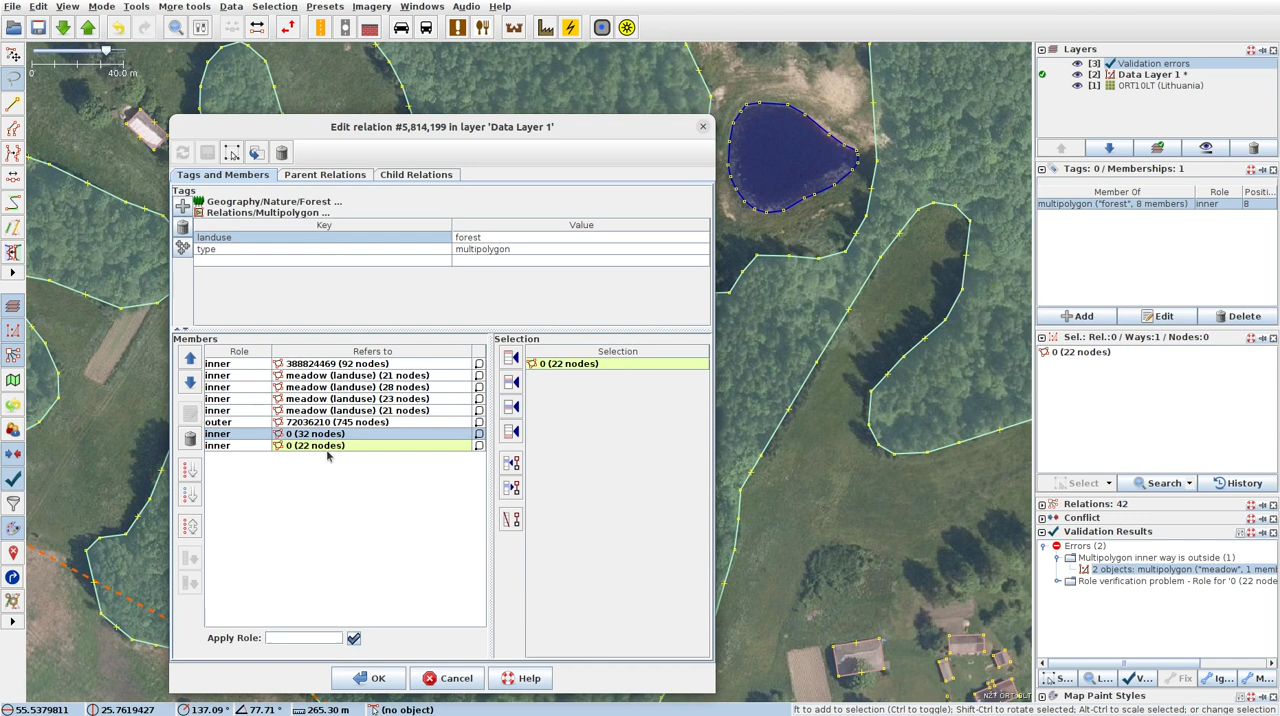 File Edit View Mode Tools More tools Data Selection Presets Imagery Windows Audio Help
0 40.0 m
Edit relation #5,814,199 in layer 'Data Layer 1'
Tags and Members Parent Relations Child Relations
Tags
Geography/Nature/Forest ...
Relations/Multipolygon ...
Key Value
landuse forest
type multipolygon
Members
Role Refers to
inner 388824469 (92 nodes)
inner meadow (landuse) (21 nodes)
inner meadow (landuse) (28 nodes)
inner meadow (landuse) (23 nodes)
inner meadow (landuse) (21 nodes)
outer 72036210 (745 nodes)
inner 0 (32 nodes)
inner 0 (22 nodes)
Apply Role:
Selection
Selection
0 (22 nodes)
OK Cancel Help
Layers
[3] Validation errors
[2] Data Layer 1 *
[1] ORT10LT (Lithuania)
Tags: 0 / Memberships: 1
Member Of Role Positi...
multipolygon ("forest", 8 members) inner 8
Add Edit Delete
Sel.: Rel.:0 / Ways:1 / Nodes:0
0 (22 nodes)
Select Search History
Relations: 42
Conflict
Validation Results
Errors (2)
Multipolygon inner way is outside (1)
2 objects: multipolygon ("meadow", 1 memb
Role verification problem - Role for '0 (22 node
S... L... V... Fix Ig... M...
Map Paint Styles
NŽT ORT10LT
55.5379811 25.7619427 137.09 ° 77.71 ° 265.30 m (no object) ft to add to selection (Ctrl to toggle); Shift-Ctrl to rotate selected; Alt-Ctrl to scale selected; or change selection